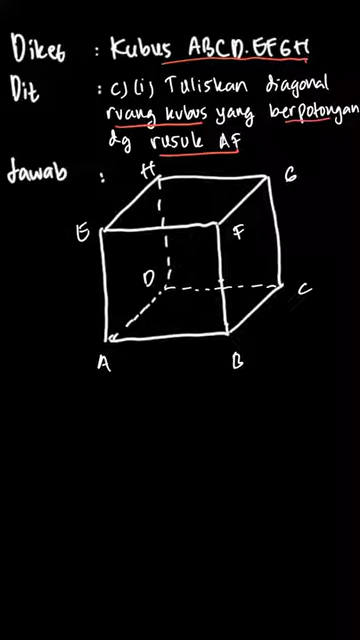 Diket : Kubus ABCD.EFGH
Dit : c) (i) Tuliskan diagonal
ruang kubus yang berpotongan
dg rusuk AF
Jawab :
H G
E F
D C
A B